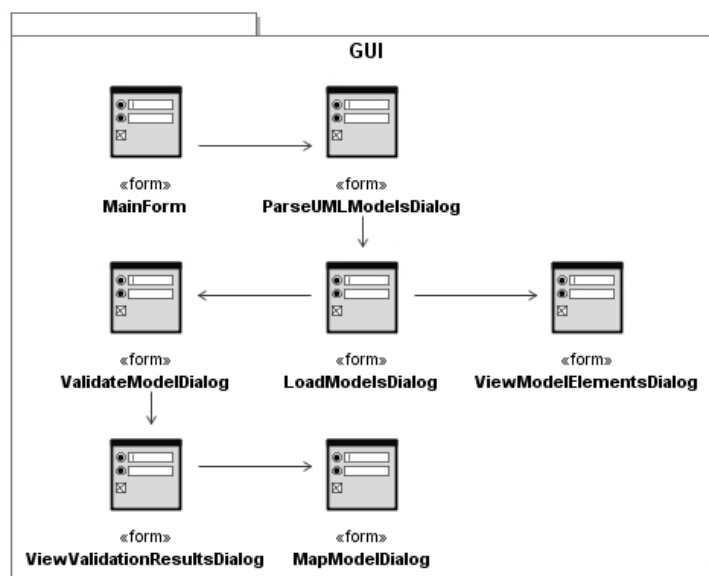 GUI
«form»
MainForm
«form»
ParseUMLModelsDialog
«form»
ValidateModelDialog
«form»
LoadModelsDialog
«form»
ViewModelElementsDialog
«form»
ViewValidationResultsDialog
«form»
MapModelDialog